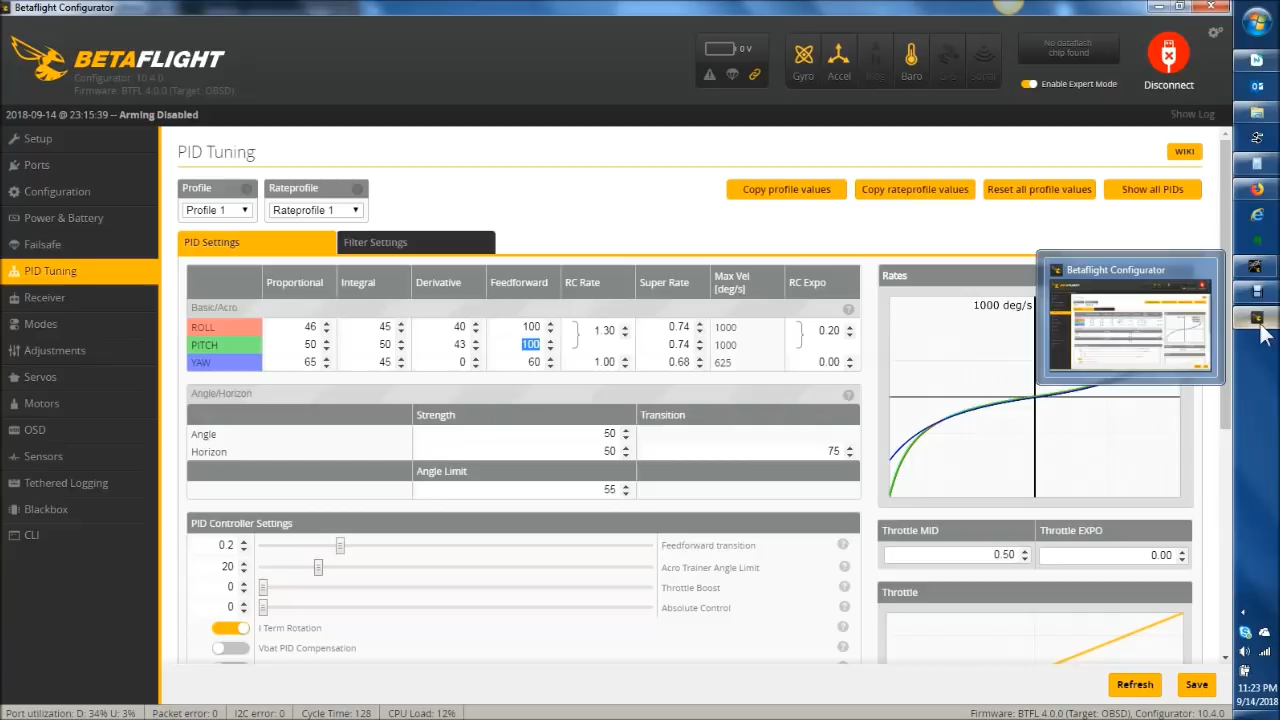 Betaflight Configurator
BETAFLIGHT
Configurator: 10.4.0
Firmware: BTFL 4.0.0 (Target: OBSD)
0 V
Gyro
Accel
Baro
No dataflash
chip found
Enable Expert Mode
Disconnect
2018-09-14 @ 23:15:39 -- Arming Disabled
Show Log
Setup
Ports
Configuration
Power & Battery
Failsafe
PID Tuning
Receiver
Modes
Adjustments
Servos
Motors
OSD
Sensors
Tethered Logging
Blackbox
CLI
PID Tuning
WIKI
Profile
Rateprofile
Profile 1
Rateprofile 1
Copy profile values
Copy rateprofile values
Reset all profile values
Show all PIDs
PID Settings
Filter Settings
Proportional Integral Derivative Feedforward RC Rate Super Rate Max Vel [deg/s] RC Expo
Basic/Acro
ROLL 46 45 40 100 1.30 0.74 1000 0.20
PITCH 50 50 43 100 0.74 1000
YAW 65 45 0 60 1.00 0.68 625 0.00
Angle/Horizon
Strength Transition
Angle 50
Horizon 50 75
Angle Limit
55
PID Controller Settings
0.2 Feedforward transition
20 Acro Trainer Angle Limit
0 Throttle Boost
0 Absolute Control
I Term Rotation
Vbat PID Compensation
Rates
1000 deg/s
Betaflight Configurator
Throttle MID Throttle EXPO
0.50 0.00
Throttle
Refresh
Save
11:23 PM
9/14/2018
Port utilization: D: 34% U: 3%
Packet error: 0
I2C error: 0
Cycle Time: 128
CPU Load: 12%
Firmware: BTFL 4.0.0 (Target: OBSD), Configurator: 10.4.0